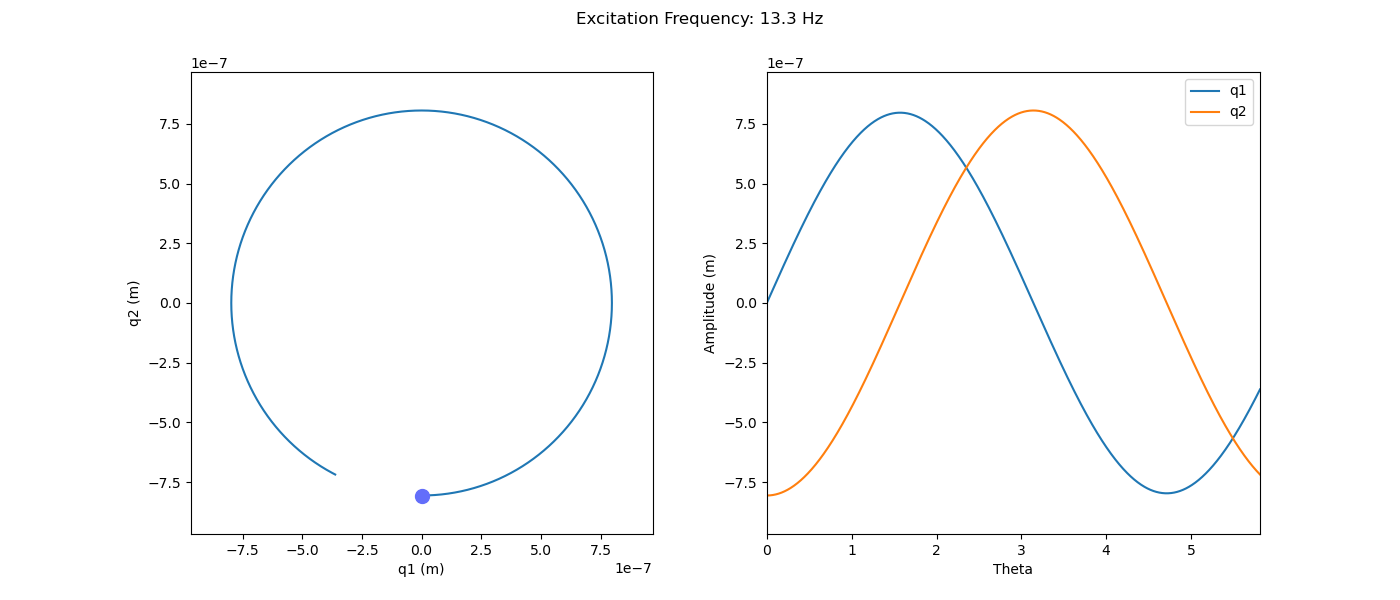 Excitation Frequency: 13.3 Hz
1e−7
7.5
5.0
2.5
0.0
−2.5
−5.0
−7.5
q2 (m)
−7.5 −5.0 −2.5 0.0 2.5 5.0 7.5
q1 (m)
1e−7
1e−7
7.5
5.0
2.5
0.0
−2.5
−5.0
−7.5
Amplitude (m)
q1
q2
0 1 2 3 4 5
Theta